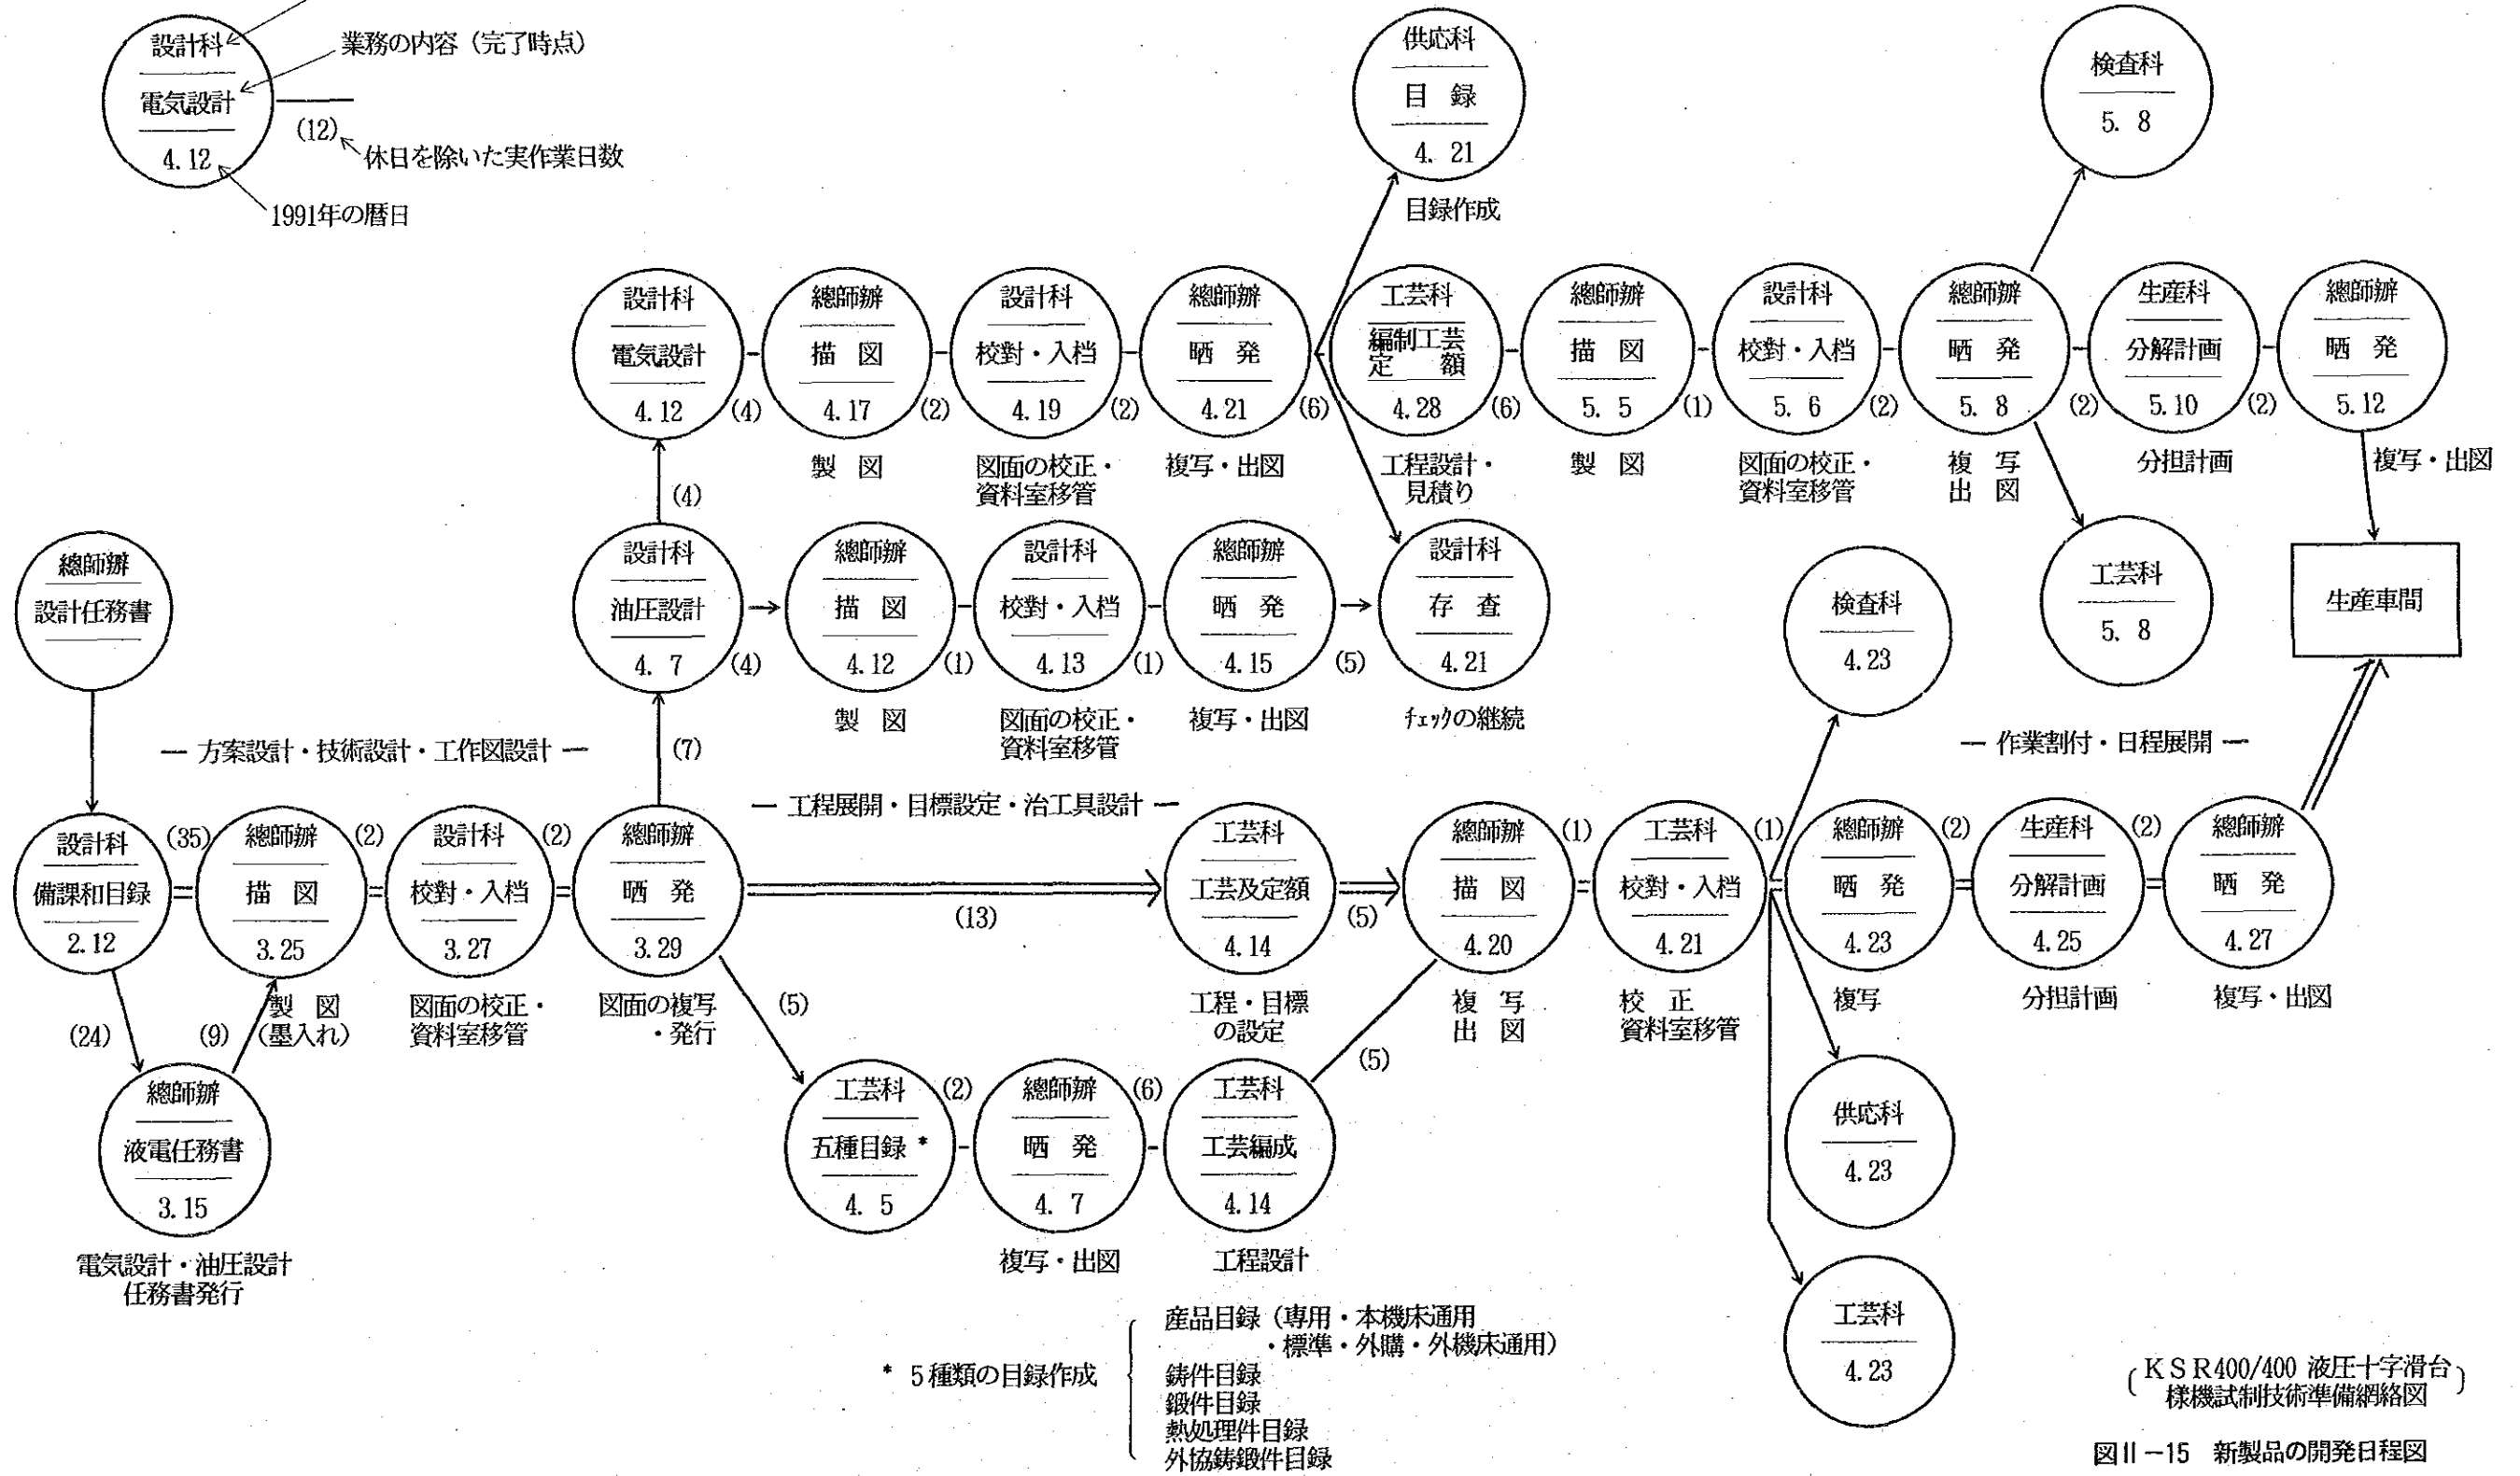 設計科
電気設計
4.12
業務の内容（完了時点）
(12)
休日を除いた実作業日数
1991年の暦日
供応科
目　録
4. 21
目録作成
検査科
5. 8
設計科
電気設計
4.12
(4)
總師辦
描　図
4.17
(2)
製　図
設計科
校對・入档
4.19
(2)
図面の校正・
資料室移管
總師辦
晒　発
4.21
(6)
複写・出図
工芸科
編制工芸
定　　額
4.28
(6)
工程設計・
見積り
總師辦
描　図
5. 5
(1)
製　図
設計科
校對・入档
5. 6
(2)
図面の校正・
資料室移管
總師辦
晒　発
5. 8
(2)
複　写
出　図
生産科
分解計画
5.10
(2)
分担計画
總師辦
晒　発
5.12
複写・出図
(4)
總師辦
設計任務書
設計科
油圧設計
4. 7
(4)
總師辦
描　図
4.12
(1)
製　図
設計科
校對・入档
4.13
(1)
図面の校正・
資料室移管
總師辦
晒　発
4.15
(5)
複写・出図
設計科
存　査
4.21
チェックの継続
検査科
4.23
工芸科
5. 8
生産車間
― 方案設計・技術設計・工作図設計 ―
(7)
― 工程展開・目標設定・治工具設計 ―
― 作業割付・日程展開 ―
設計科
備課和目録
2.12
(35)
總師辦
描　図
3.25
(2)
製　図
（墨入れ）
設計科
校對・入档
3.27
(2)
図面の校正・
資料室移管
總師辦
晒　発
3.29
図面の複写
・発行
(13)
工芸科
工芸及定額
4.14
(5)
工程・目標
の設定
總師辦
描　図
4.20
(1)
複　写
出　図
工芸科
校對・入档
4.21
(1)
校　正
資料室移管
總師辦
晒　発
4.23
(2)
複写
生産科
分解計画
4.25
(2)
分担計画
總師辦
晒　発
4.27
複写・出図
(24)
(9)
總師辦
液電任務書
3.15
電気設計・油圧設計
任務書発行
(5)
工芸科
五種目録 *
4. 5
(2)
總師辦
晒　発
4. 7
(6)
複写・出図
工芸科
工芸編成
4.14
(5)
工程設計
供応科
4.23
工芸科
4.23
* 5種類の目録作成
産品目録（専用・本機床通用
・標準・外購・外機床通用）
鋳件目録
鍛件目録
熱処理件目録
外協鋳鍛件目録
（ＫＳＲ400/400 液圧十字滑台
様機試制技術準備網絡図）
図Ⅱ－15　新製品の開発日程図